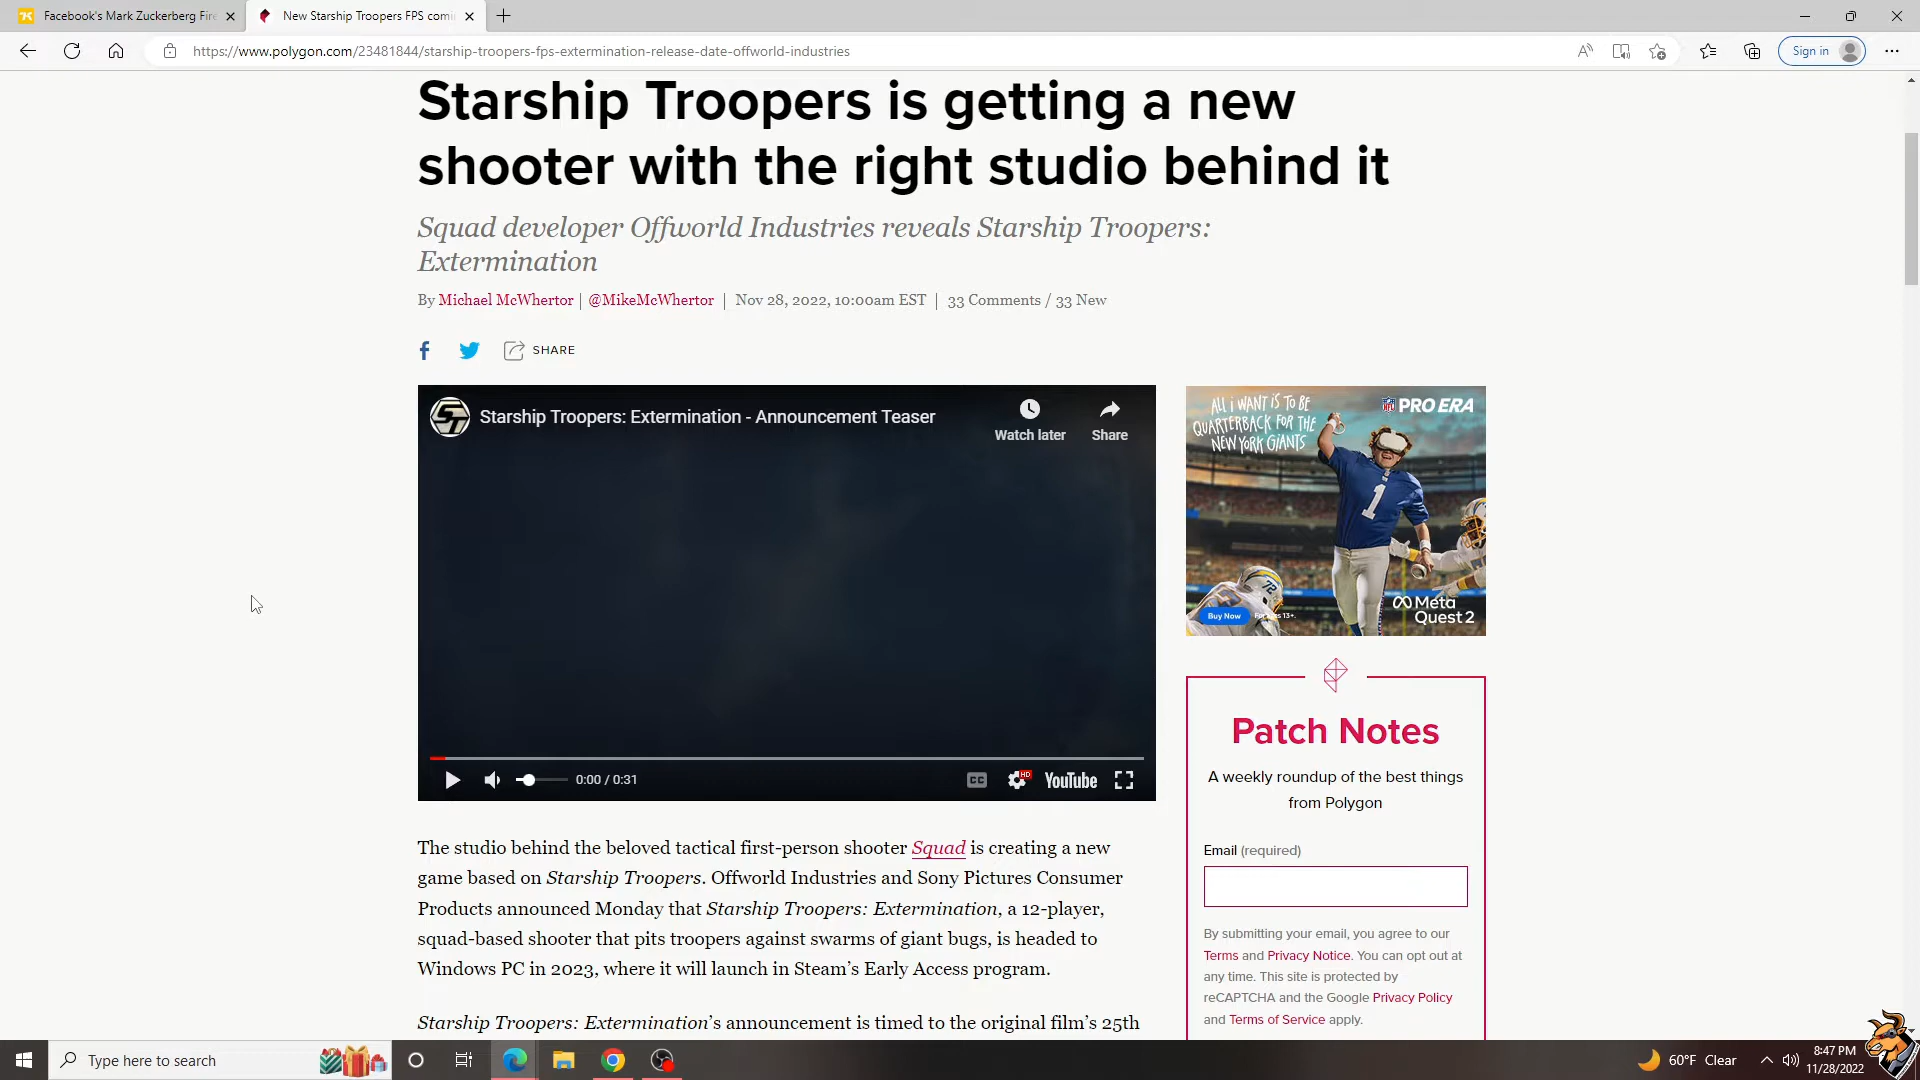 Facebook's Mark Zuckerberg Fire
New Starship Troopers FPS comi
https://www.polygon.com/23481844/starship-troopers-fps-extermination-release-date-offworld-industries
Sign in
Starship Troopers is getting a new
shooter with the right studio behind it
Squad developer Offworld Industries reveals Starship Troopers:
Extermination
By Michael McWhertor | @MikeMcWhertor | Nov 28, 2022, 10:00am EST | 33 Comments / 33 New
SHARE
Starship Troopers: Extermination - Announcement Teaser
Watch later
Share
0:00 / 0:31
CC
HD
YouTube
ALL I WANT IS TO BE
QUARTERBACK FOR THE
NEW YORK GIANTS
NFL PRO ERA
1
72
Buy Now
Meta
Quest 2
Patch Notes
A weekly roundup of the best things
from Polygon
Email (required)
By submitting your email, you agree to our
Terms and Privacy Notice. You can opt out at
any time. This site is protected by
reCAPTCHA and the Google Privacy Policy
and Terms of Service apply.
The studio behind the beloved tactical first-person shooter Squad is creating a new
game based on Starship Troopers. Offworld Industries and Sony Pictures Consumer
Products announced Monday that Starship Troopers: Extermination, a 12-player,
squad-based shooter that pits troopers against swarms of giant bugs, is headed to
Windows PC in 2023, where it will launch in Steam's Early Access program.
Starship Troopers: Extermination's announcement is timed to the original film's 25th
Type here to search
60°F Clear
8:47 PM
11/28/2022